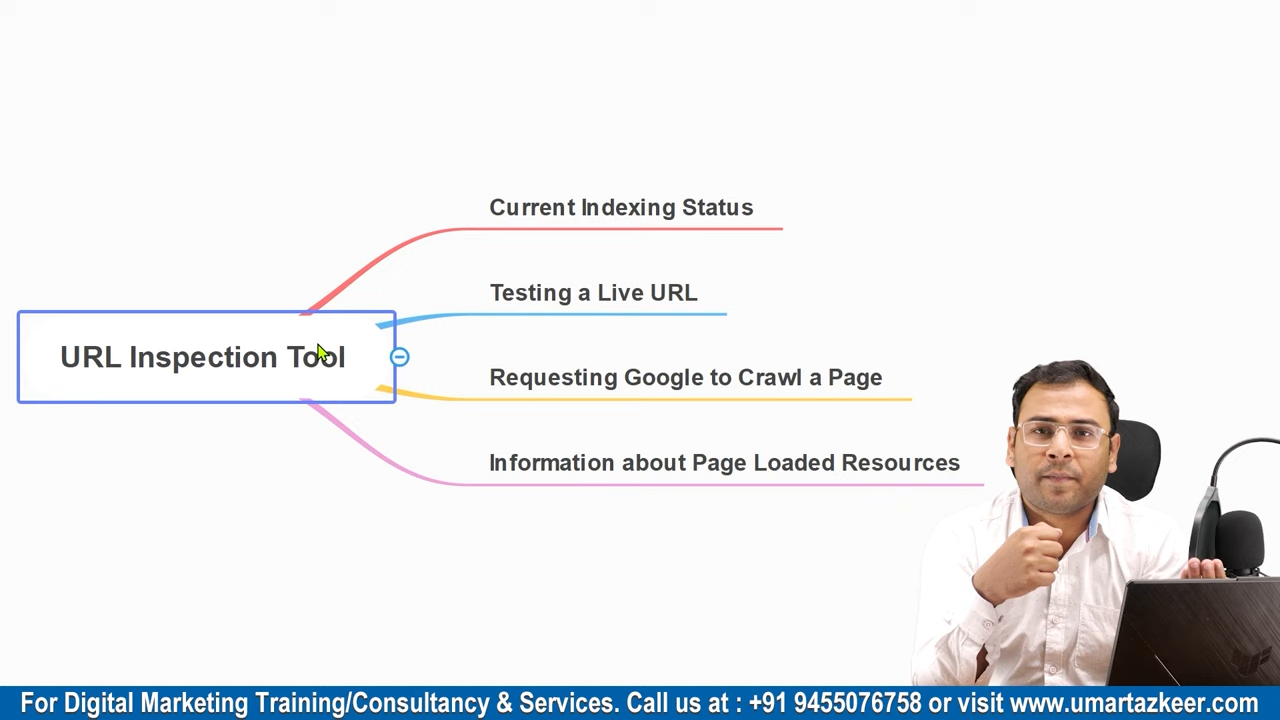 Current Indexing Status
Testing a Live URL
URL Inspection Tool
Requesting Google to Crawl a Page
Information about Page Loaded Resources
For Digital Marketing Training/Consultancy & Services. Call us at : +91 9455076758 or visit www.umartazkeer.com